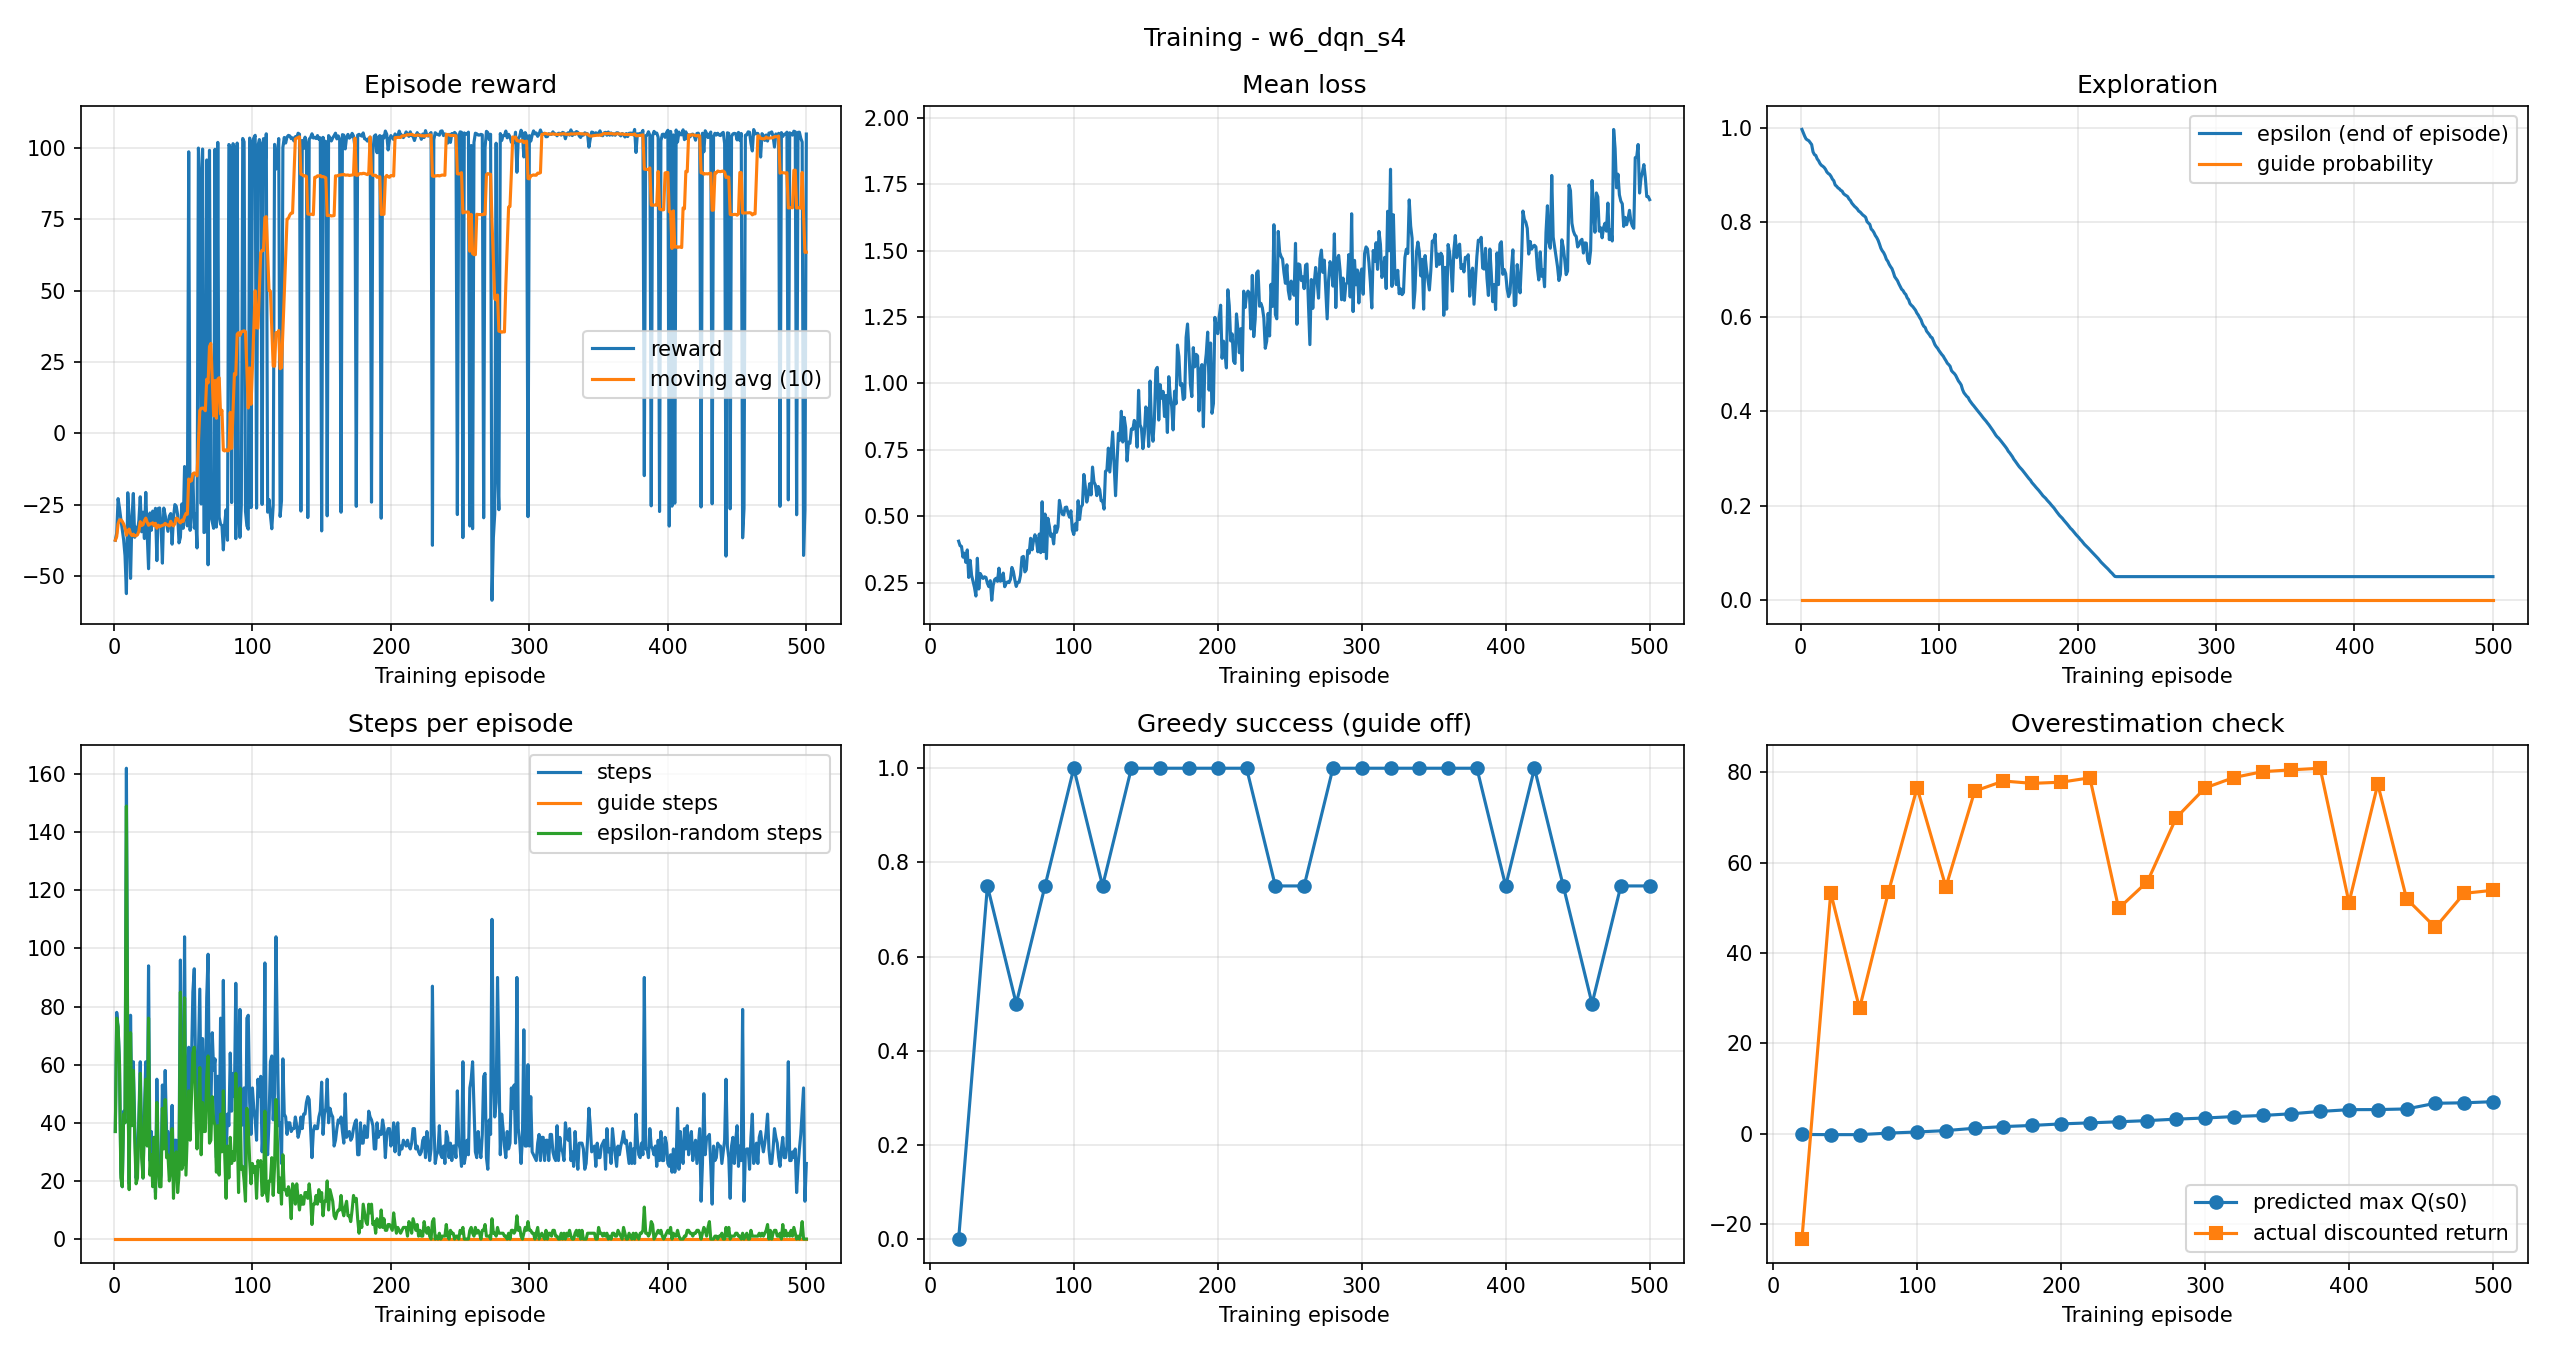 Training - w6_dqn_s4
Episode reward
100
75
50
25
0
−25
−50
reward
moving avg (10)
0 100 200 300 400 500
Training episode
Mean loss
2.00
1.75
1.50
1.25
1.00
0.75
0.50
0.25
0 100 200 300 400 500
Training episode
Exploration
1.0
0.8
0.6
0.4
0.2
0.0
epsilon (end of episode)
guide probability
0 100 200 300 400 500
Training episode
Steps per episode
160
140
120
100
80
60
40
20
0
steps
guide steps
epsilon-random steps
0 100 200 300 400 500
Training episode
Greedy success (guide off)
1.0
0.8
0.6
0.4
0.2
0.0
0 100 200 300 400 500
Training episode
Overestimation check
80
60
40
20
0
−20
predicted max Q(s0)
actual discounted return
0 100 200 300 400 500
Training episode